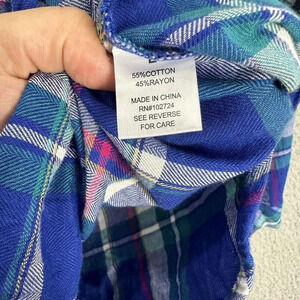 55%COTTON
45%RAYON
MADE IN CHINA
RN#102724
SEE REVERSE
FOR CARE